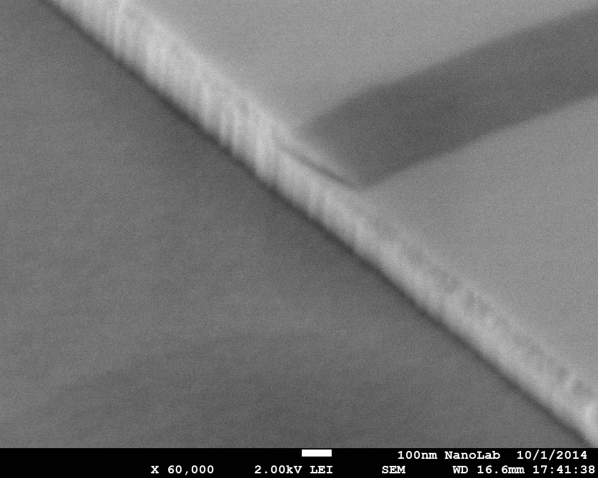 100nm NanoLab 10/1/2014
X 60,000 2.00kV LEI SEM WD 16.6mm 17:41:38